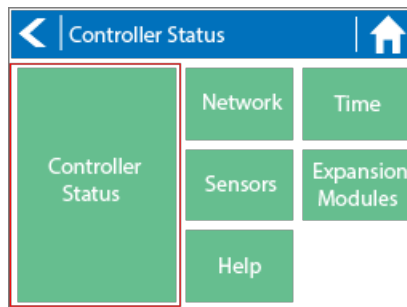 Controller Status
Network
Time
Controller
Status
Sensors
Expansion
Modules
Help